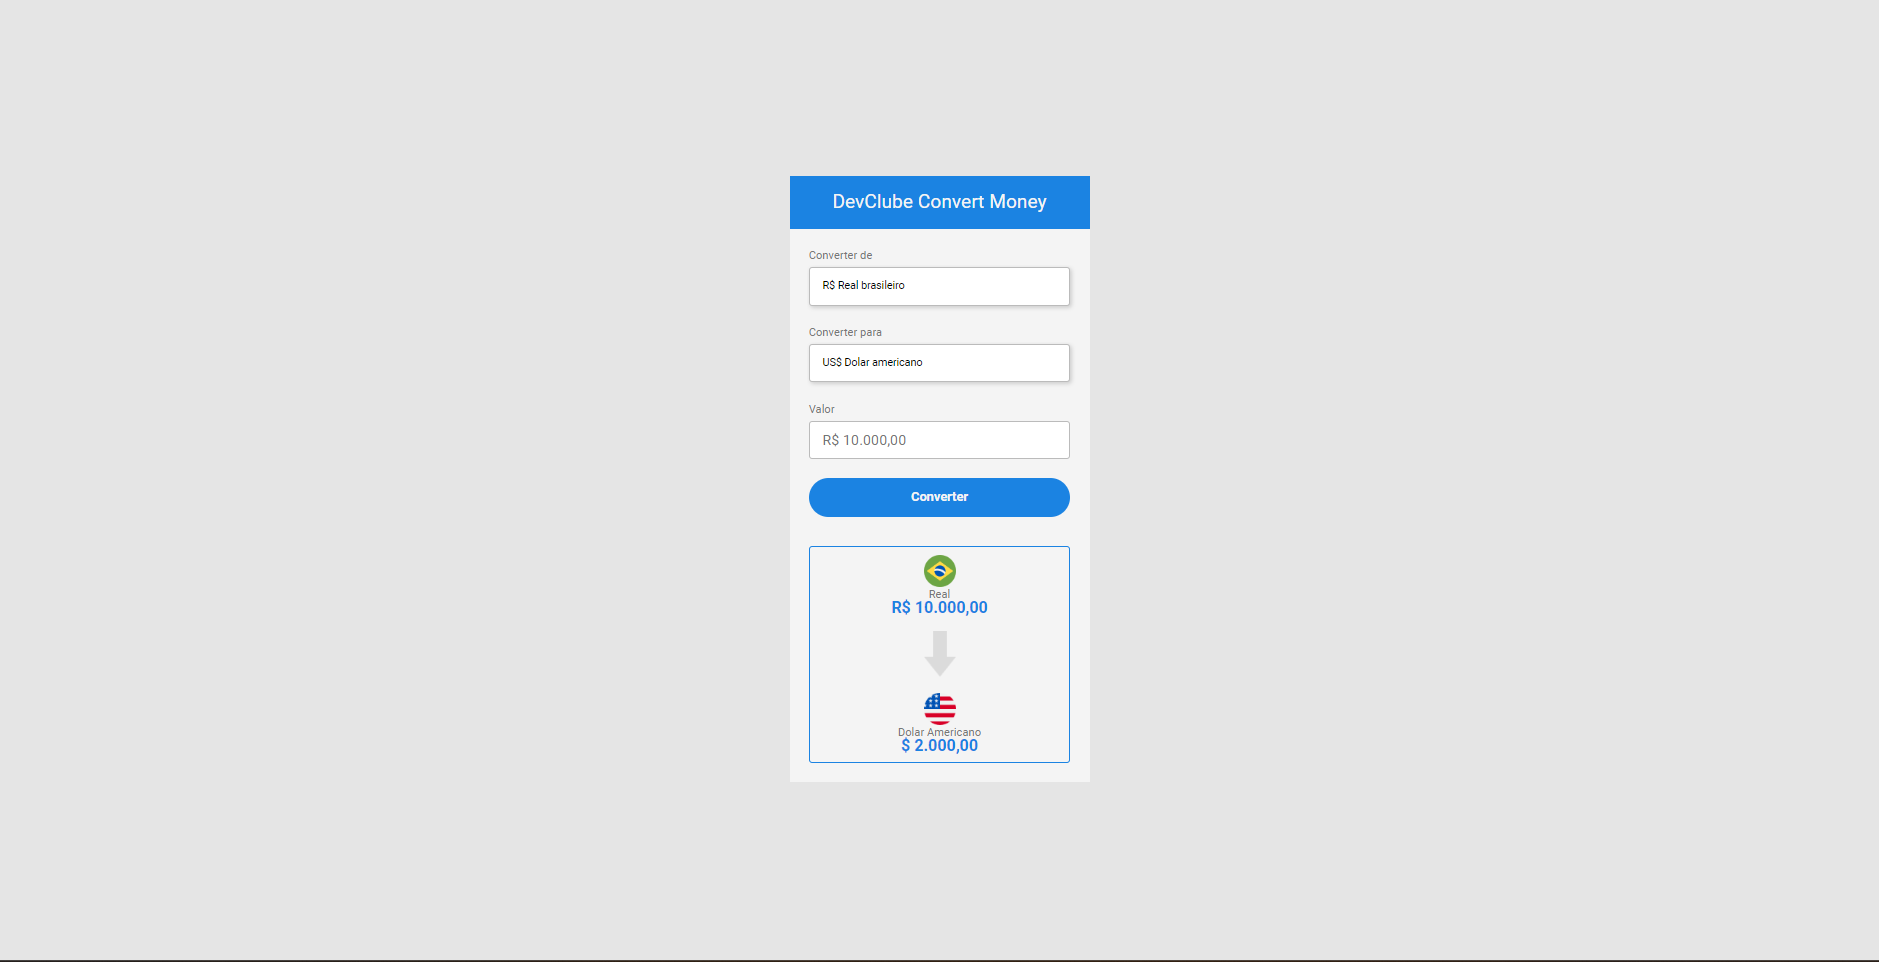 DevClube Convert Money
Converter de
R$ Real brasileiro
Converter para
US$ Dolar americano
Valor
R$ 10.000,00
Converter
Real
R$ 10.000,00
Dolar Americano
$ 2.000,00